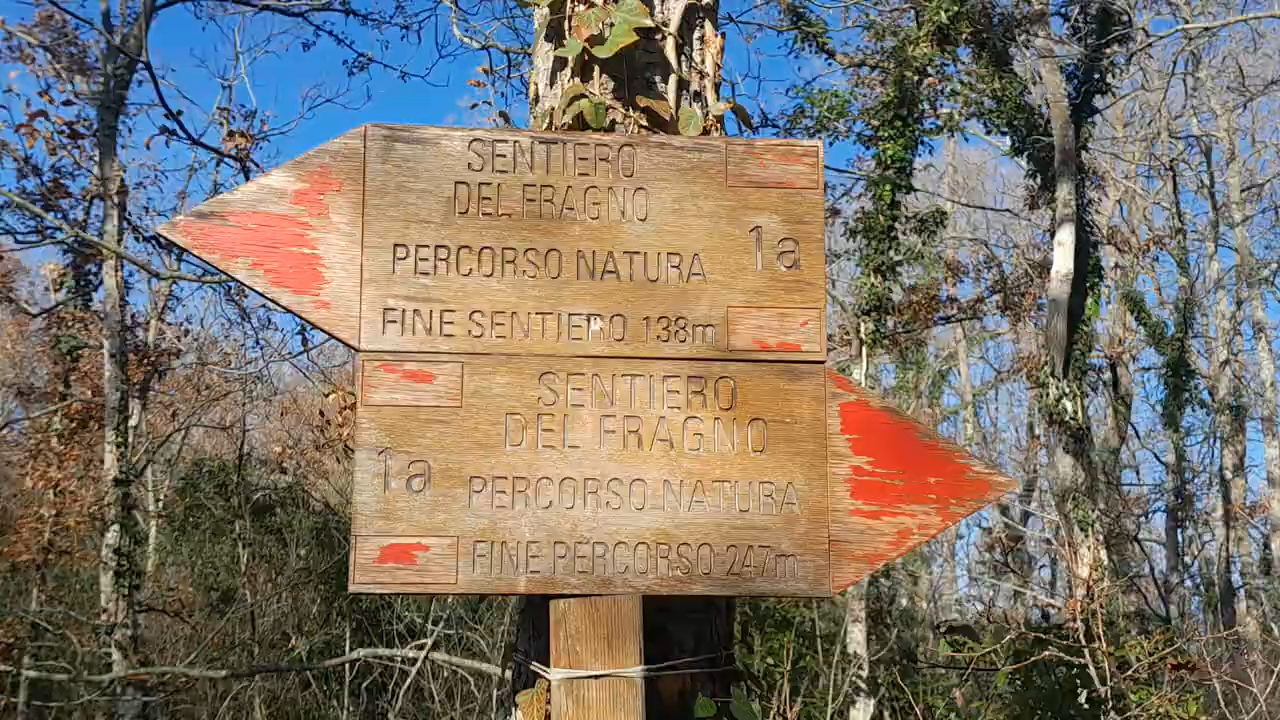 SENTIERO
DEL FRAGNO
PERCORSO NATURA
1a
FINE SENTIERO 138m
SENTIERO
DEL FRAGNO
1a
PERCORSO NATURA
FINE PERCORSO 247m